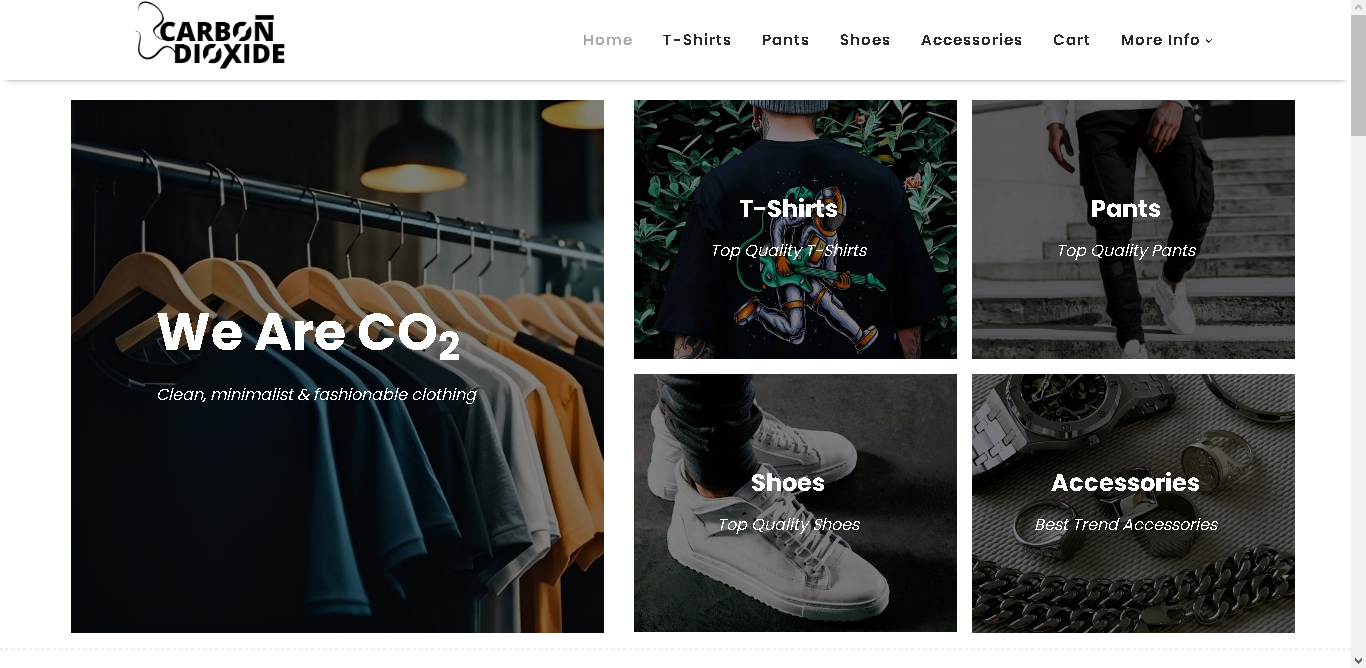 CARBON
DIOXIDE
Home T-Shirts Pants Shoes Accessories Cart More Info
We Are CO₂
Clean, minimalist & fashionable clothing
T-Shirts
Top Quality T-Shirts
Pants
Top Quality Pants
Shoes
Top Quality Shoes
Accessories
Best Trend Accessories